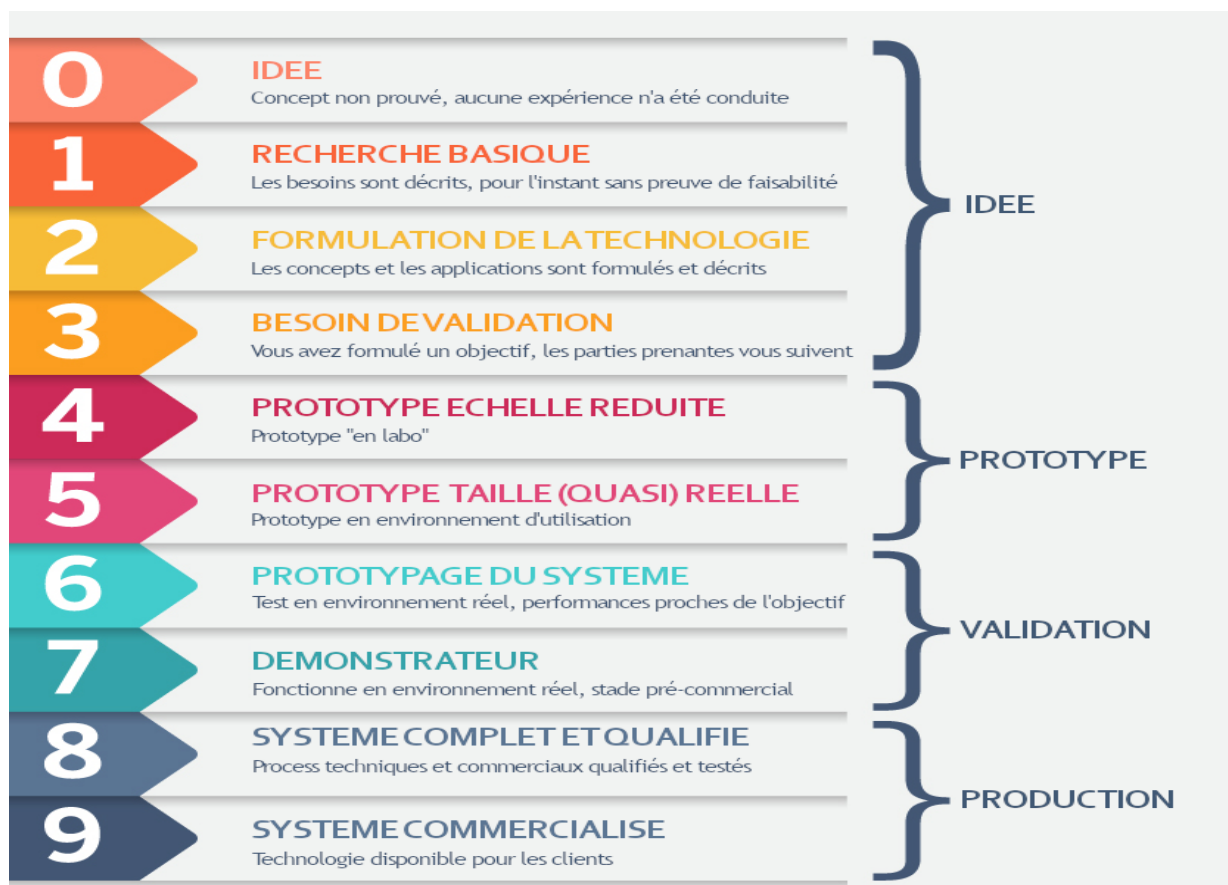 0
IDEE
Concept non prouvé, aucune expérience n'a été conduite
1
RECHERCHE BASIQUE
Les besoins sont décrits, pour l'instant sans preuve de faisabilité
2
FORMULATION DE LA TECHNOLOGIE
Les concepts et les applications sont formulés et décrits
3
BESOIN DE VALIDATION
Vous avez formulé un objectif, les parties prenantes vous suivent
IDEE
4
PROTOTYPE ECHELLE REDUITE
Prototype "en labo"
5
PROTOTYPE TAILLE (QUASI) REELLE
Prototype en environnement d'utilisation
PROTOTYPE
6
PROTOTYPAGE DU SYSTEME
Test en environnement réel, performances proches de l'objectif
7
DEMONSTRATEUR
Fonctionne en environnement réel, stade pré-commercial
VALIDATION
8
SYSTEME COMPLET ET QUALIFIE
Process techniques et commerciaux qualifiés et testés
9
SYSTEME COMMERCIALISE
Technologie disponible pour les clients
PRODUCTION